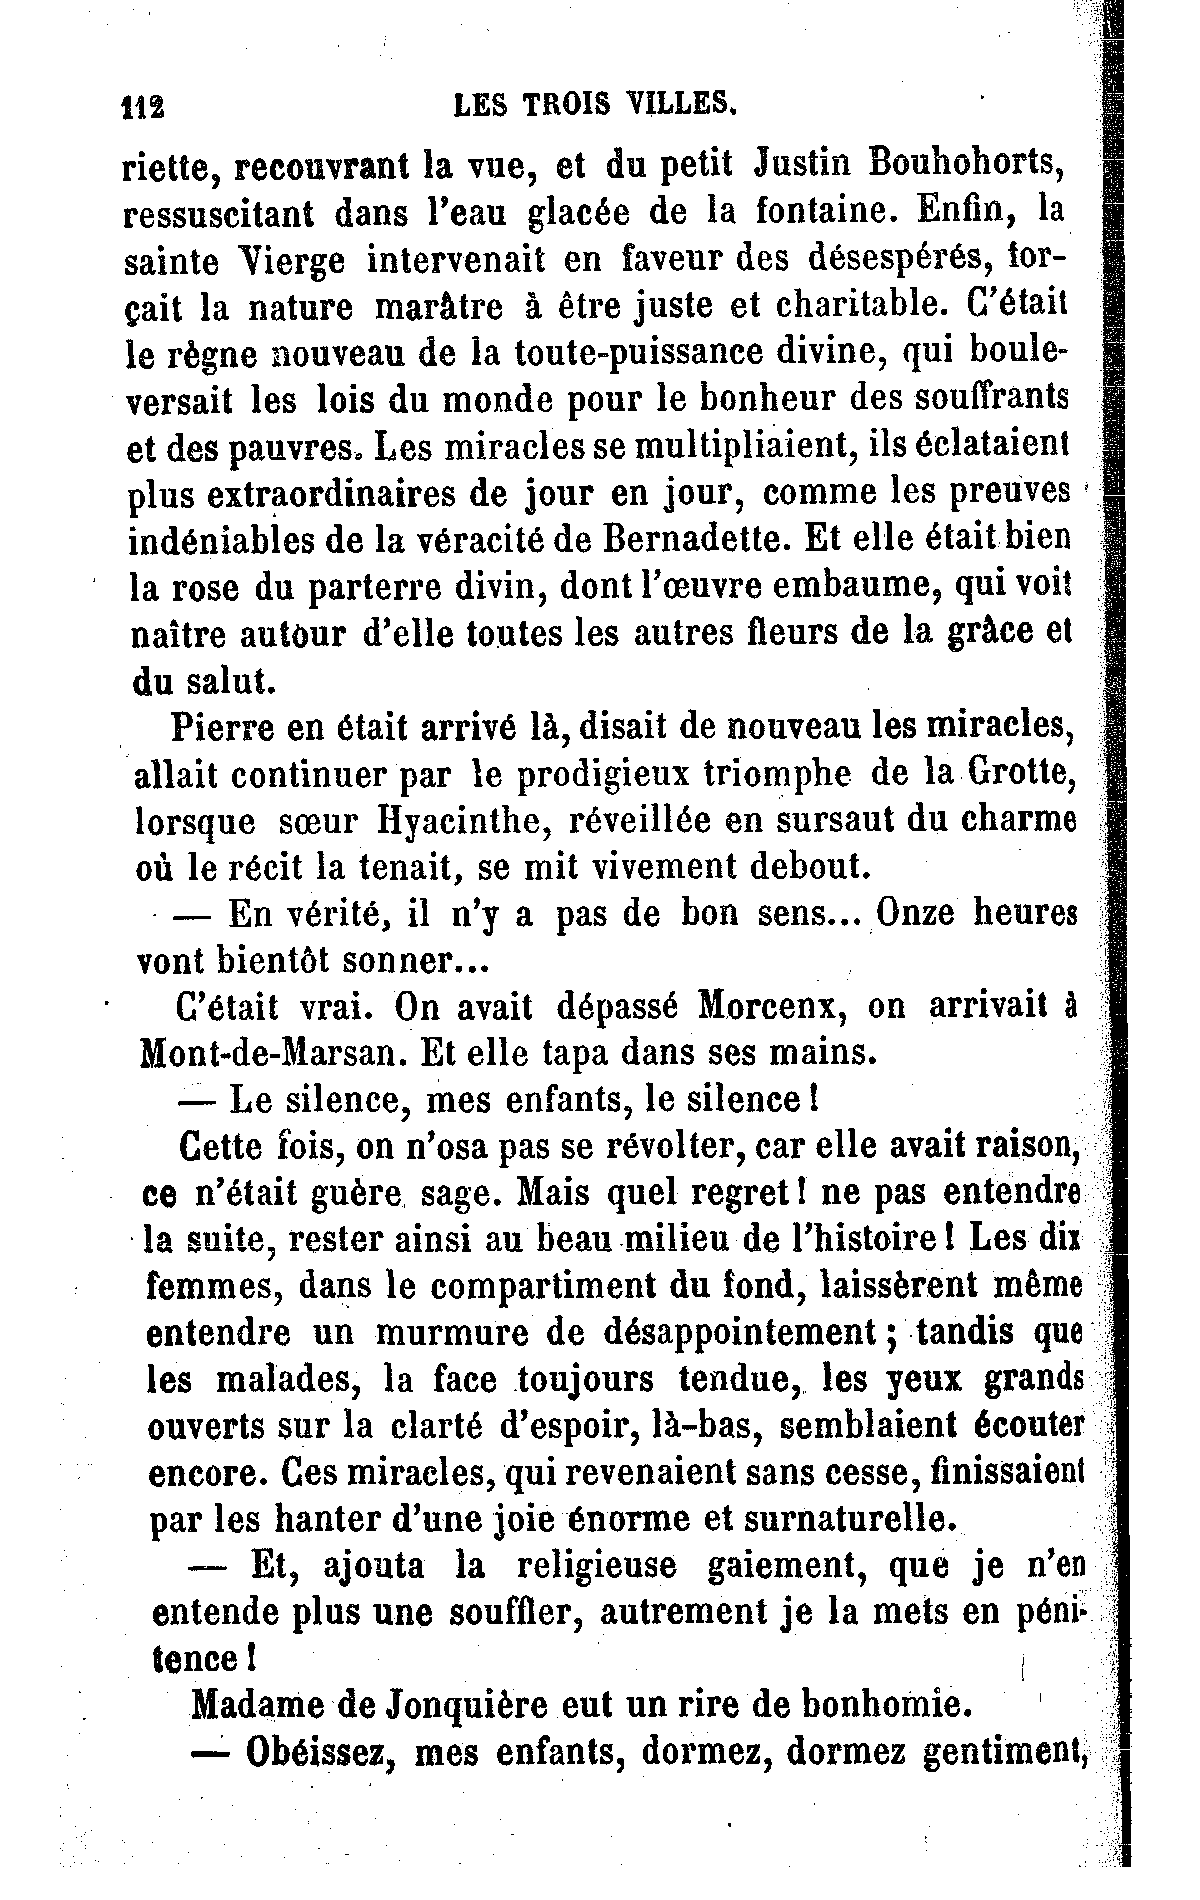 112 LES TROIS VILLES.
riette, recouvrant la vue, et du petit Justin Bouhohorts,
ressuscitant dans l'eau glacée de la fontaine. Enfin, la
sainte Vierge intervenait en faveur des désespérés, for-
çait la nature marâtre à être juste et charitable. C'était
le règne nouveau de la toute-puissance divine, qui boule-
versait les lois du monde pour le bonheur des souffrants
et des pauvres. Les miracles se multipliaient, ils éclataient
plus extraordinaires de jour en jour, comme les preuves
indéniables de la véracité de Bernadette. Et elle était bien
la rose du parterre divin, dont l'œuvre embaume, qui voit
naître autour d'elle toutes les autres fleurs de la grâce et
du salut.
Pierre en était arrivé là, disait de nouveau les miracles,
allait continuer par le prodigieux triomphe de la Grotte,
lorsque sœur Hyacinthe, réveillée en sursaut du charme
où le récit la tenait, se mit vivement debout.
— En vérité, il n'y a pas de bon sens... Onze heures
vont bientôt sonner...
C'était vrai. On avait dépassé Morcenx, on arrivait à
Mont-de-Marsan. Et elle tapa dans ses mains.
— Le silence, mes enfants, le silence !
Cette fois, on n'osa pas se révolter, car elle avait raison,
ce n'était guère sage. Mais quel regret ! ne pas entendre
la suite, rester ainsi au beau milieu de l'histoire ! Les dix
femmes, dans le compartiment du fond, laissèrent même
entendre un murmure de désappointement ; tandis que
les malades, la face toujours tendue, les yeux grands
ouverts sur la clarté d'espoir, là-bas, semblaient écouter
encore. Ces miracles, qui revenaient sans cesse, finissaient
par les hanter d'une joie énorme et surnaturelle.
— Et, ajouta la religieuse gaiement, que je n'en
entende plus une souffler, autrement je la mets en péni-
tence !
Madame de Jonquière eut un rire de bonhomie.
— Obéissez, mes enfants, dormez, dormez gentiment,